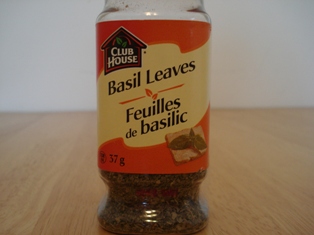 CLUB
HOUSE
Basil Leaves
Feuilles
de basilic
37 g